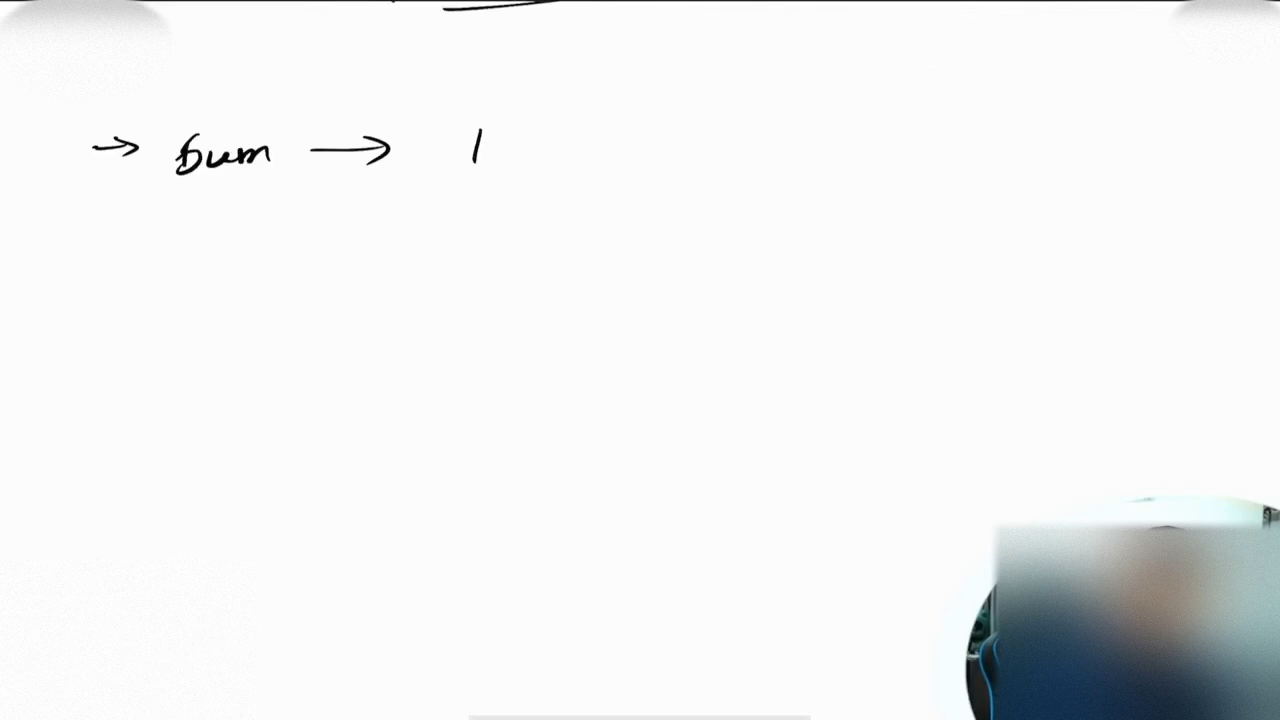 → Sum → 1